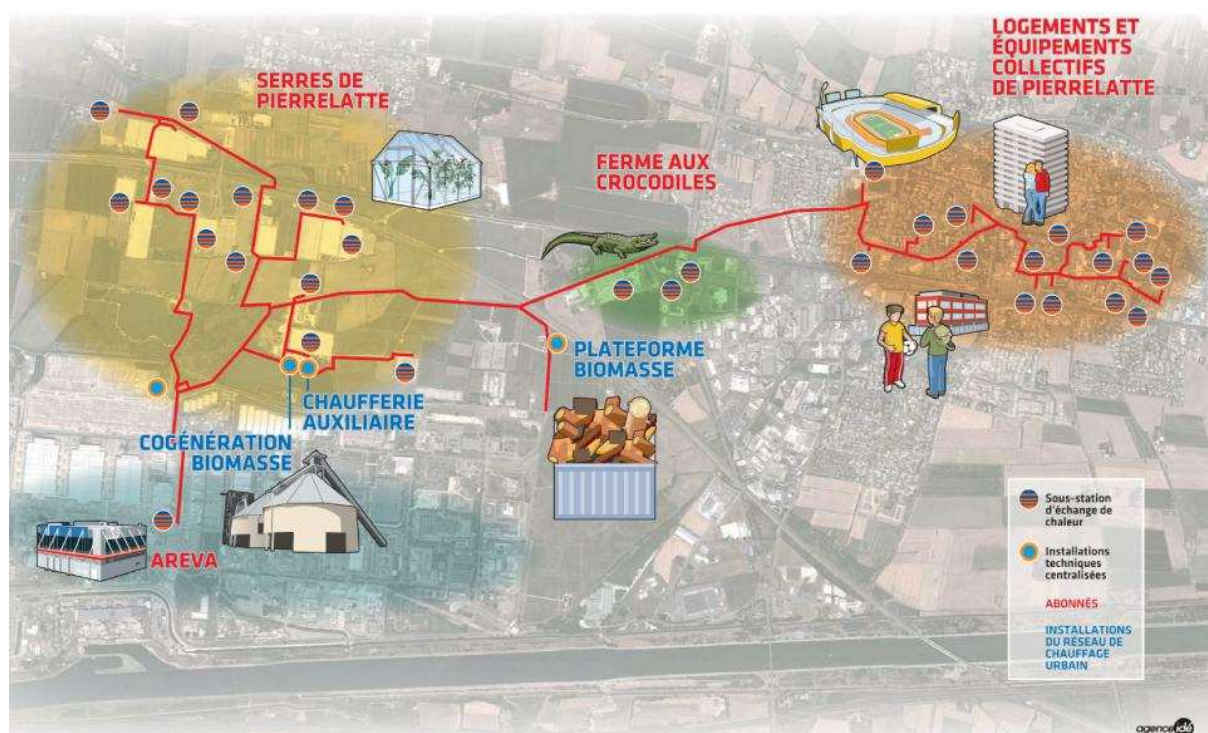 LOGEMENTS ET
ÉQUIPEMENTS
COLLECTIFS
DE PIERRELATTE
SERRES DE
PIERRELATTE
FERME AUX
CROCODILES
PLATEFORME
BIOMASSE
CHAUFFERIE
AUXILIAIRE
COGÉNÉRATION
BIOMASSE
AREVA
Sous-station
d'échange de
chaleur
Installations
techniques
centralisées
ABONNÉS
INSTALLATIONS
DU RÉSEAU DE
CHAUFFAGE
URBAIN
agence idé